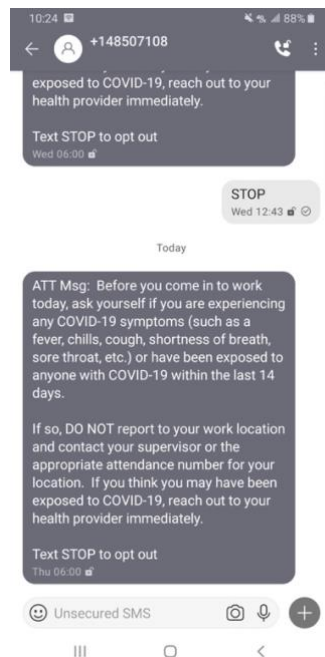 10:24 88%
+148507108
exposed to COVID-19, reach out to your
health provider immediately.
Text STOP to opt out
Wed 06:00
STOP
Wed 12:43
Today
ATT Msg: Before you come in to work
today, ask yourself if you are experiencing
any COVID-19 symptoms (such as a
fever, chills, cough, shortness of breath,
sore throat, etc.) or have been exposed to
anyone with COVID-19 within the last 14
days.
If so, DO NOT report to your work location
and contact your supervisor or the
appropriate attendance number for your
location. If you think you may have been
exposed to COVID-19, reach out to your
health provider immediately.
Text STOP to opt out
Thu 06:00
Unsecured SMS